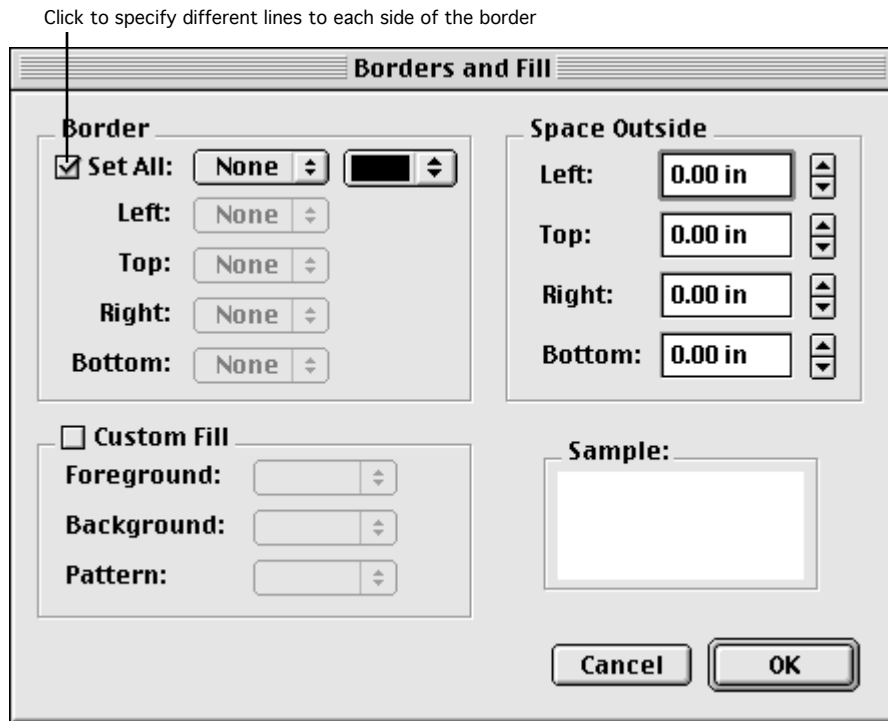 Click to specify different lines to each side of the border
Borders and Fill
Border
Set All: None
Left: None
Top: None
Right: None
Bottom: None
Space Outside
Left: 0.00 in
Top: 0.00 in
Right: 0.00 in
Bottom: 0.00 in
Custom Fill
Foreground:
Background:
Pattern:
Sample:
Cancel OK